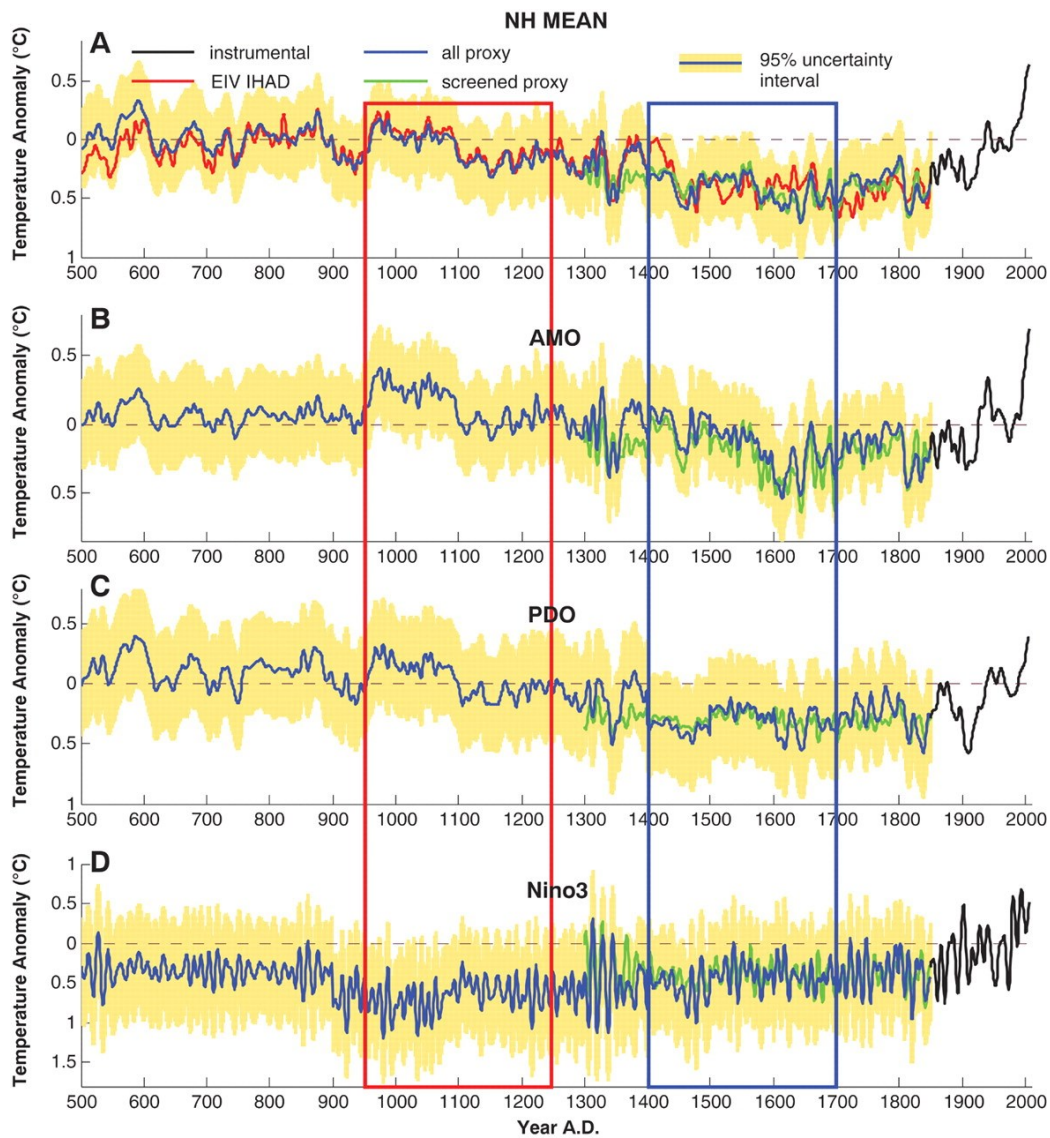 NH MEAN
A
instrumental
all proxy
95% uncertainty
interval
EIV IHAD
screened proxy
Temperature Anomaly (°C)
0.5
0
0.5
1
500 600 700 800 900 1000 1100 1200 1300 1400 1500 1600 1700 1800 1900 2000
B
AMO
Temperature Anomaly (°C)
0.5
0
0.5
500 600 700 800 900 1000 1100 1200 1300 1400 1500 1600 1700 1800 1900 2000
C
PDO
Temperature Anomaly (°C)
0.5
0
0.5
1
500 600 700 800 900 1000 1100 1200 1300 1400 1500 1600 1700 1800 1900 2000
D
Nino3
Temperature Anomaly (°C)
1
0.5
0
0.5
1
1.5
500 600 700 800 900 1000 1100 1200 1300 1400 1500 1600 1700 1800 1900 2000
Year A.D.